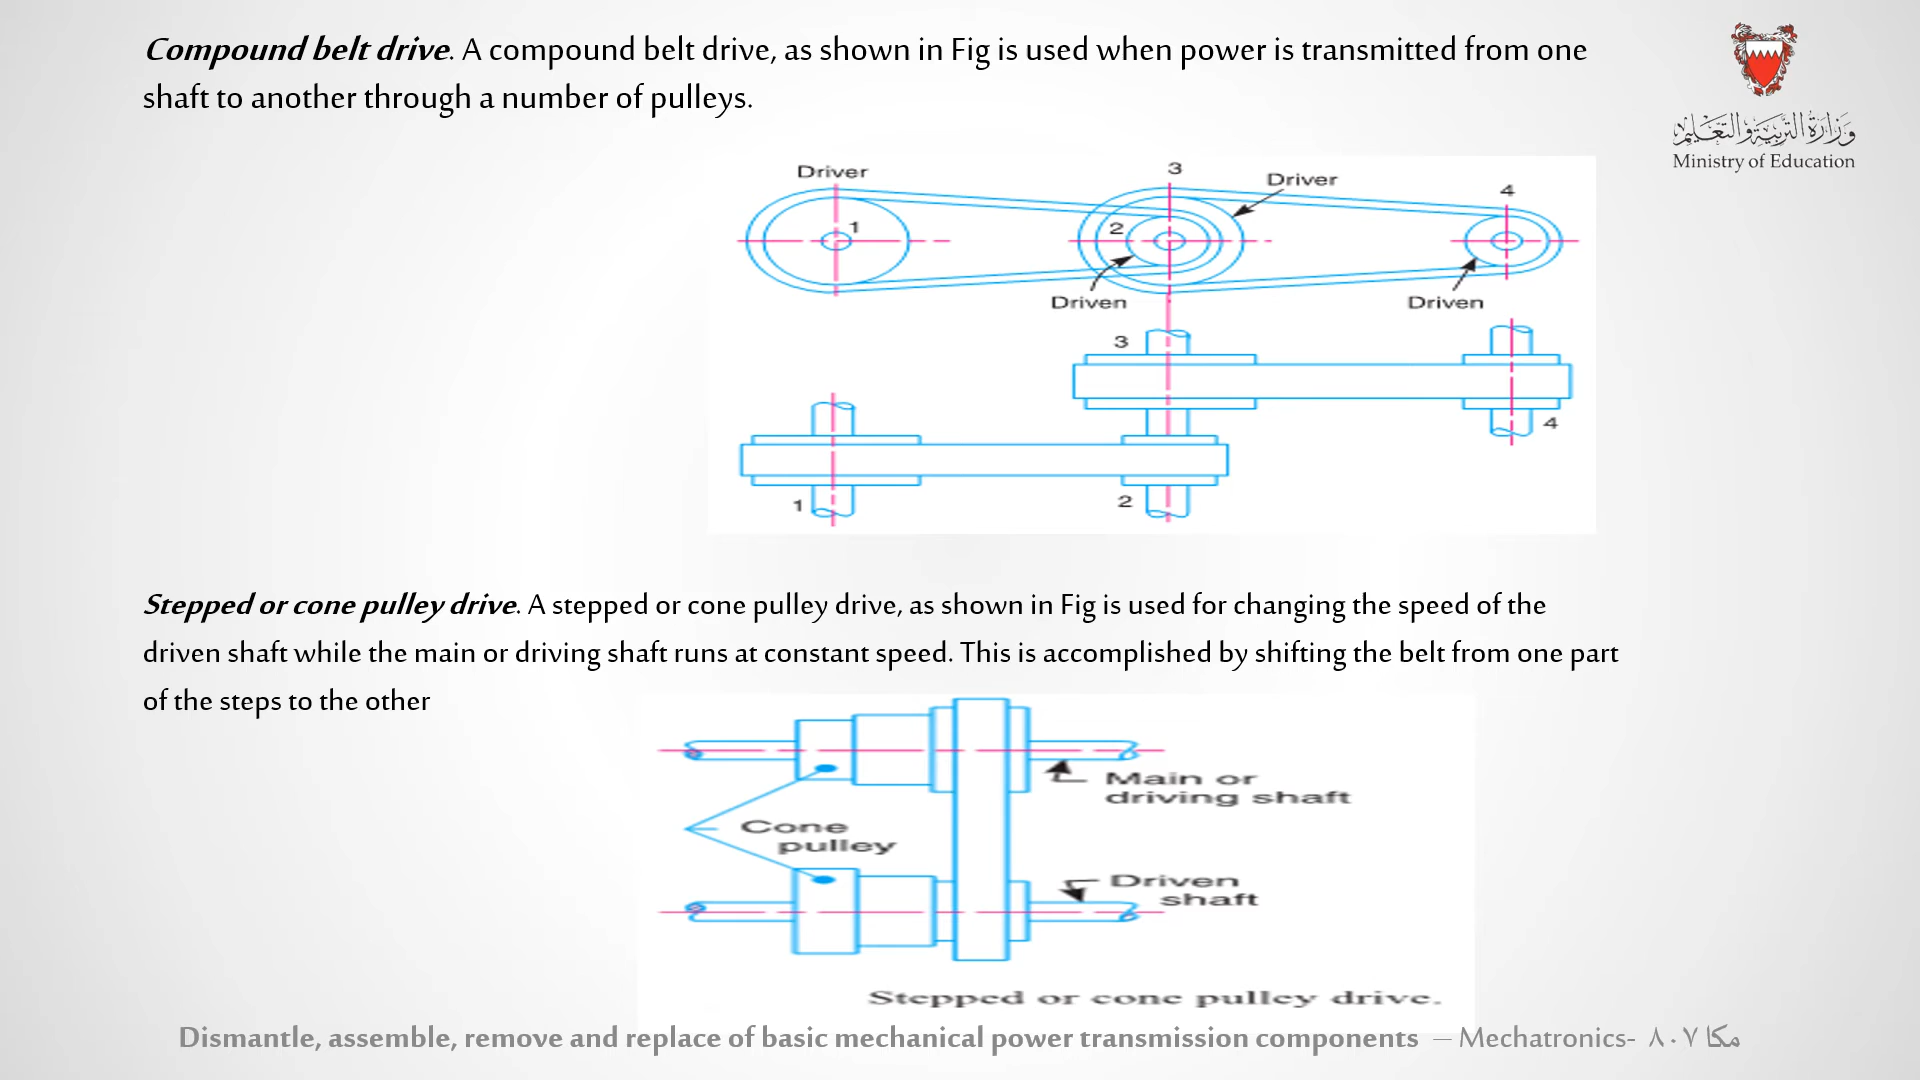 Compound belt drive. A compound belt drive, as shown in Fig is used when power is transmitted from one
shaft to another through a number of pulleys.
وزارة التربية والتعليم
Ministry of Education
Driver
3
Driver
4
1
2
Driven
Driven
3
4
1
2
Stepped or cone pulley drive. A stepped or cone pulley drive, as shown in Fig is used for changing the speed of the
driven shaft while the main or driving shaft runs at constant speed. This is accomplished by shifting the belt from one part
of the steps to the other
Main or
driving shaft
Cone
pulley
Driven
shaft
Stepped or cone pulley drive.
Dismantle, assemble, remove and replace of basic mechanical power transmission components – Mechatronics- مكا ٨٠٧